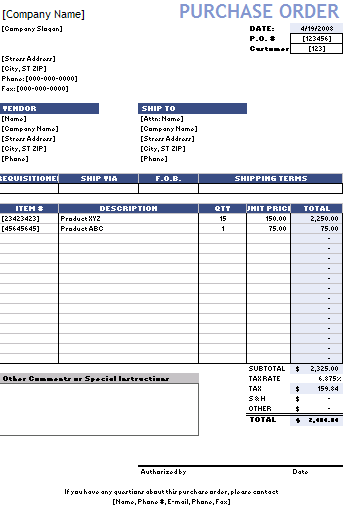 [Company Name]
PURCHASE ORDER
[Company Slogan]
DATE: 4/19/2008
P.O. # [123456]
Customer [123]
[Street Address]
[City, ST ZIP]
Phone: [000-000-0000]
Fax: [000-000-0000]
VENDOR SHIP TO
[Name] [Attn: Name]
[Company Name] [Company Name]
[Street Address] [Street Address]
[City, ST ZIP] [City, ST ZIP]
[Phone] [Phone]
REQUISITIONE SHIP VIA F.O.B. SHIPPING TERMS
ITEM # DESCRIPTION QTY UNIT PRICE TOTAL
[23423423] Product XYZ 15 150.00 2,250.00
[45645645] Product ABC 1 75.00 75.00
-
-
-
-
-
-
-
-
-
-
-
-
-
SUBTOTAL $ 2,325.00
Other Comments or Special Instructions
TAX RATE 6.875%
TAX $ 159.84
S & H $ -
OTHER $ -
TOTAL $ 2,484.84
Authorized by Date
If you have any questions about this purchase order, please contact
[Name, Phone #, E-mail, Phone, Fax]